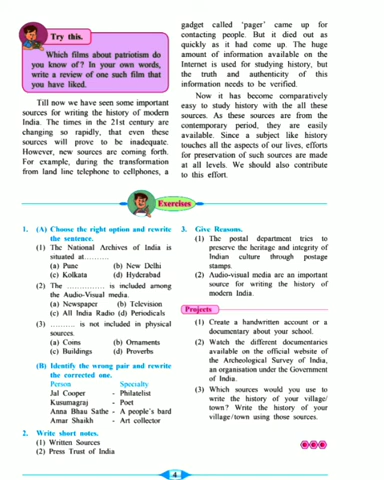 Try this.
Which films about patriotism do
you know of? In your own words,
write a review of one such film that
you have liked.
Till now we have seen some important
sources for writing the history of modern
India. The times in the 21st century are
changing so rapidly, that even these
sources will prove to be inadequate.
However, new sources are coming forth.
For example, during the transformation
from land line telephone to cellphones, a
gadget called 'pager' came up for
contacting people. But it died out as
quickly as it had come up. The huge
amount of information available on the
Internet is used for studying history, but
the truth and authenticity of this
information needs to be verified.
Now it has become comparatively
easy to study history with the all these
sources. As these sources are from the
contemporary period, they are easily
available. Since a subject like history
touches all the aspects of our lives, efforts
for preservation of such sources are made
at all levels. We should also contribute
to this effort.
Exercises
1. (A) Choose the right option and rewrite
the sentence.
(1) The National Archives of India is
situated at..........
(a) Pune (b) New Delhi
(c) Kolkata (d) Hyderabad
(2) The ............... is included among
the Audio-Visual media.
(a) Newspaper (b) Television
(c) All India Radio (d) Periodicals
(3) .......... is not included in physical
sources.
(a) Coins (b) Ornaments
(c) Buildings (d) Proverbs
(B) Identify the wrong pair and rewrite
the corrected one.
Person Specialty
Jal Cooper - Philatelist
Kusumagraj - Poet
Anna Bhau Sathe - A people's bard
Amar Shaikh - Art collector
2. Write short notes.
(1) Written Sources
(2) Press Trust of India
3. Give Reasons.
(1) The postal department tries to
preserve the heritage and integrity of
Indian culture through postage
stamps.
(2) Audio-visual media are an important
source for writing the history of
modern India.
Projects
(1) Create a handwritten account or a
documentary about your school.
(2) Watch the different documentaries
available on the official website of
the Archeological Survey of India,
an organisation under the Government
of India.
(3) Which sources would you use to
write the history of your village/
town? Write the history of your
village/town using those sources.
4